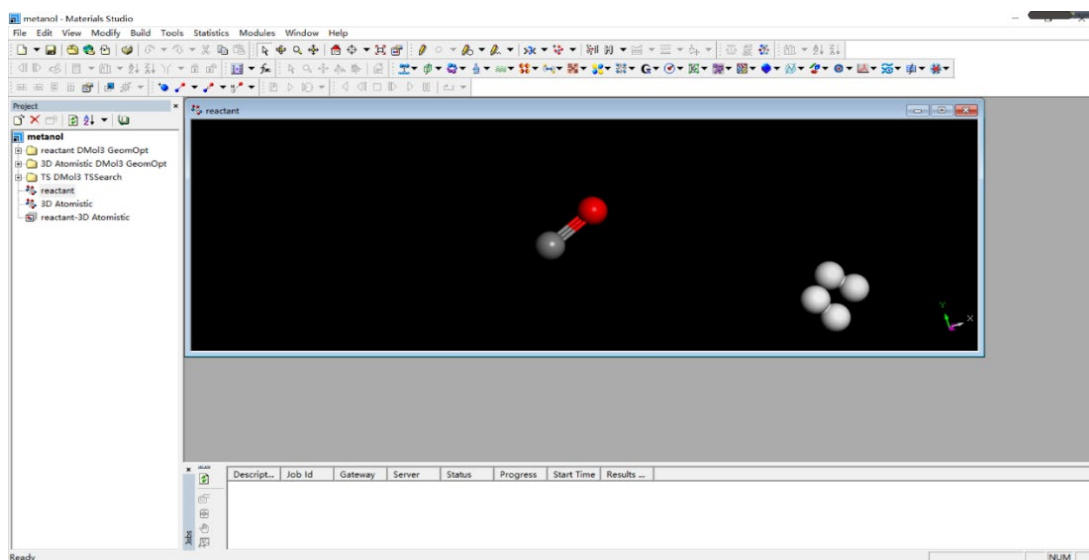 metanol - Materials Studio
File Edit View Modify Build Tools Statistics Modules Window Help
Project
metanol
reactant DMol3 GeomOpt
3D Atomistic DMol3 GeomOpt
TS DMol3 TSSearch
reactant
3D Atomistic
reactant-3D Atomistic
reactant
Y
X
Descript... Job Id Gateway Server Status Progress Start Time Results ...
Jobs
Ready
NUM